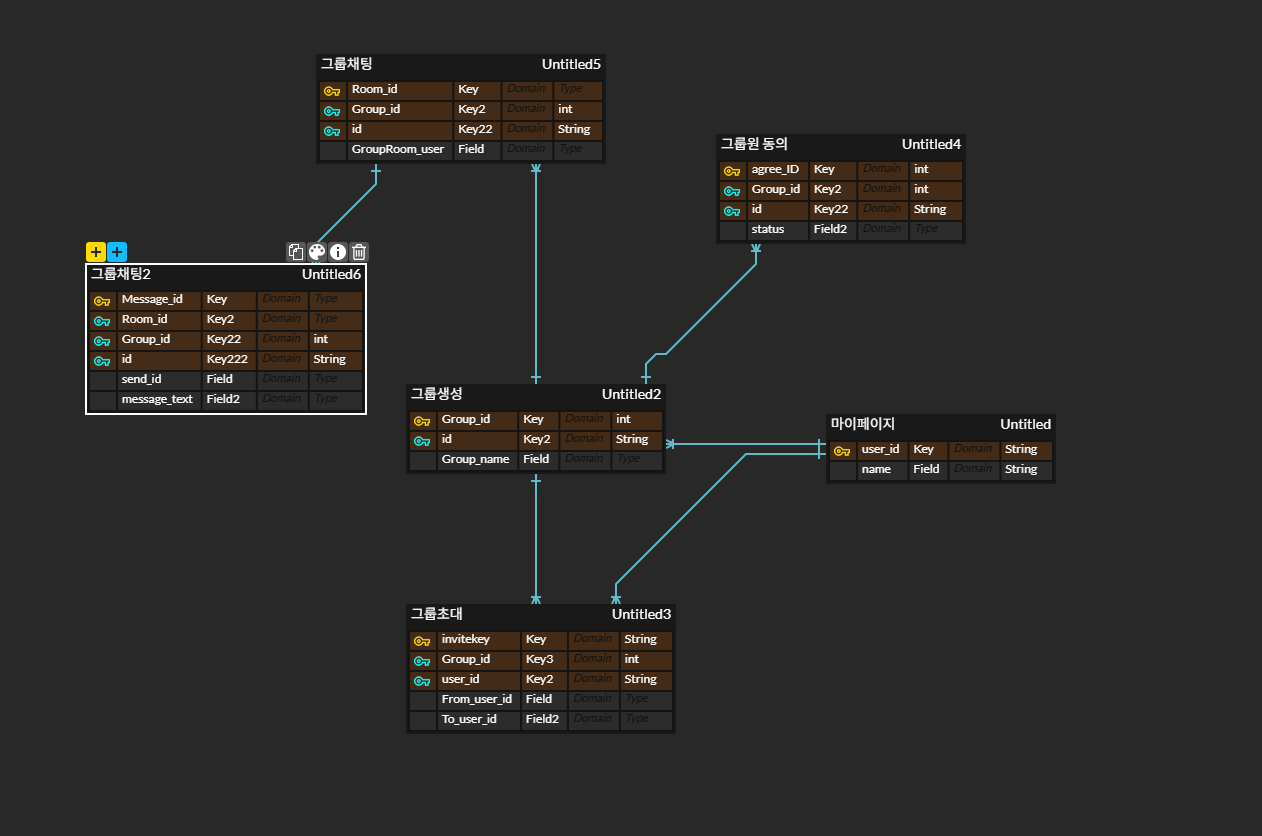 그룹채팅 Untitled5
Room_id Key Domain Type
Group_id Key2 Domain int
id Key22 Domain String
GroupRoom_user Field Domain Type
그룹원 동의 Untitled4
agree_ID Key Domain int
Group_id Key2 Domain int
id Key22 Domain String
status Field2 Domain Type
그룹채팅2 Untitled6
Message_id Key Domain Type
Room_id Key2 Domain Type
Group_id Key22 Domain int
id Key222 Domain String
send_id Field Domain Type
message_text Field2 Domain Type
그룹생성 Untitled2
Group_id Key Domain int
id Key2 Domain String
Group_name Field Domain Type
마이페이지 Untitled
user_id Key Domain String
name Field Domain String
그룹초대 Untitled3
invitekey Key Domain String
Group_id Key3 Domain int
user_id Key2 Domain String
From_user_id Field Domain Type
To_user_id Field2 Domain Type